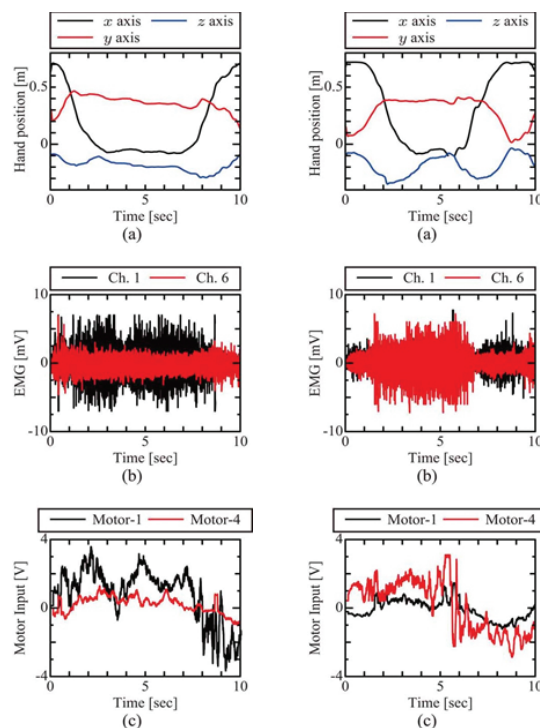 x axis z axis
y axis
Hand position [m]
0.5
0
0 5 10
Time [sec]
(a)
x axis z axis
y axis
Hand position [m]
0.5
0
0 5 10
Time [sec]
(a)
Ch. 1 Ch. 6
EMG [mV]
10
0
-10
0 5 10
Time [sec]
(b)
Ch. 1 Ch. 6
EMG [mV]
10
0
-10
0 5 10
Time [sec]
(b)
Motor-1 Motor-4
Motor Input [V]
4
0
-4
0 5 10
Time [sec]
(c)
Motor-1 Motor-4
Motor Input [V]
4
0
-4
0 5 10
Time [sec]
(c)